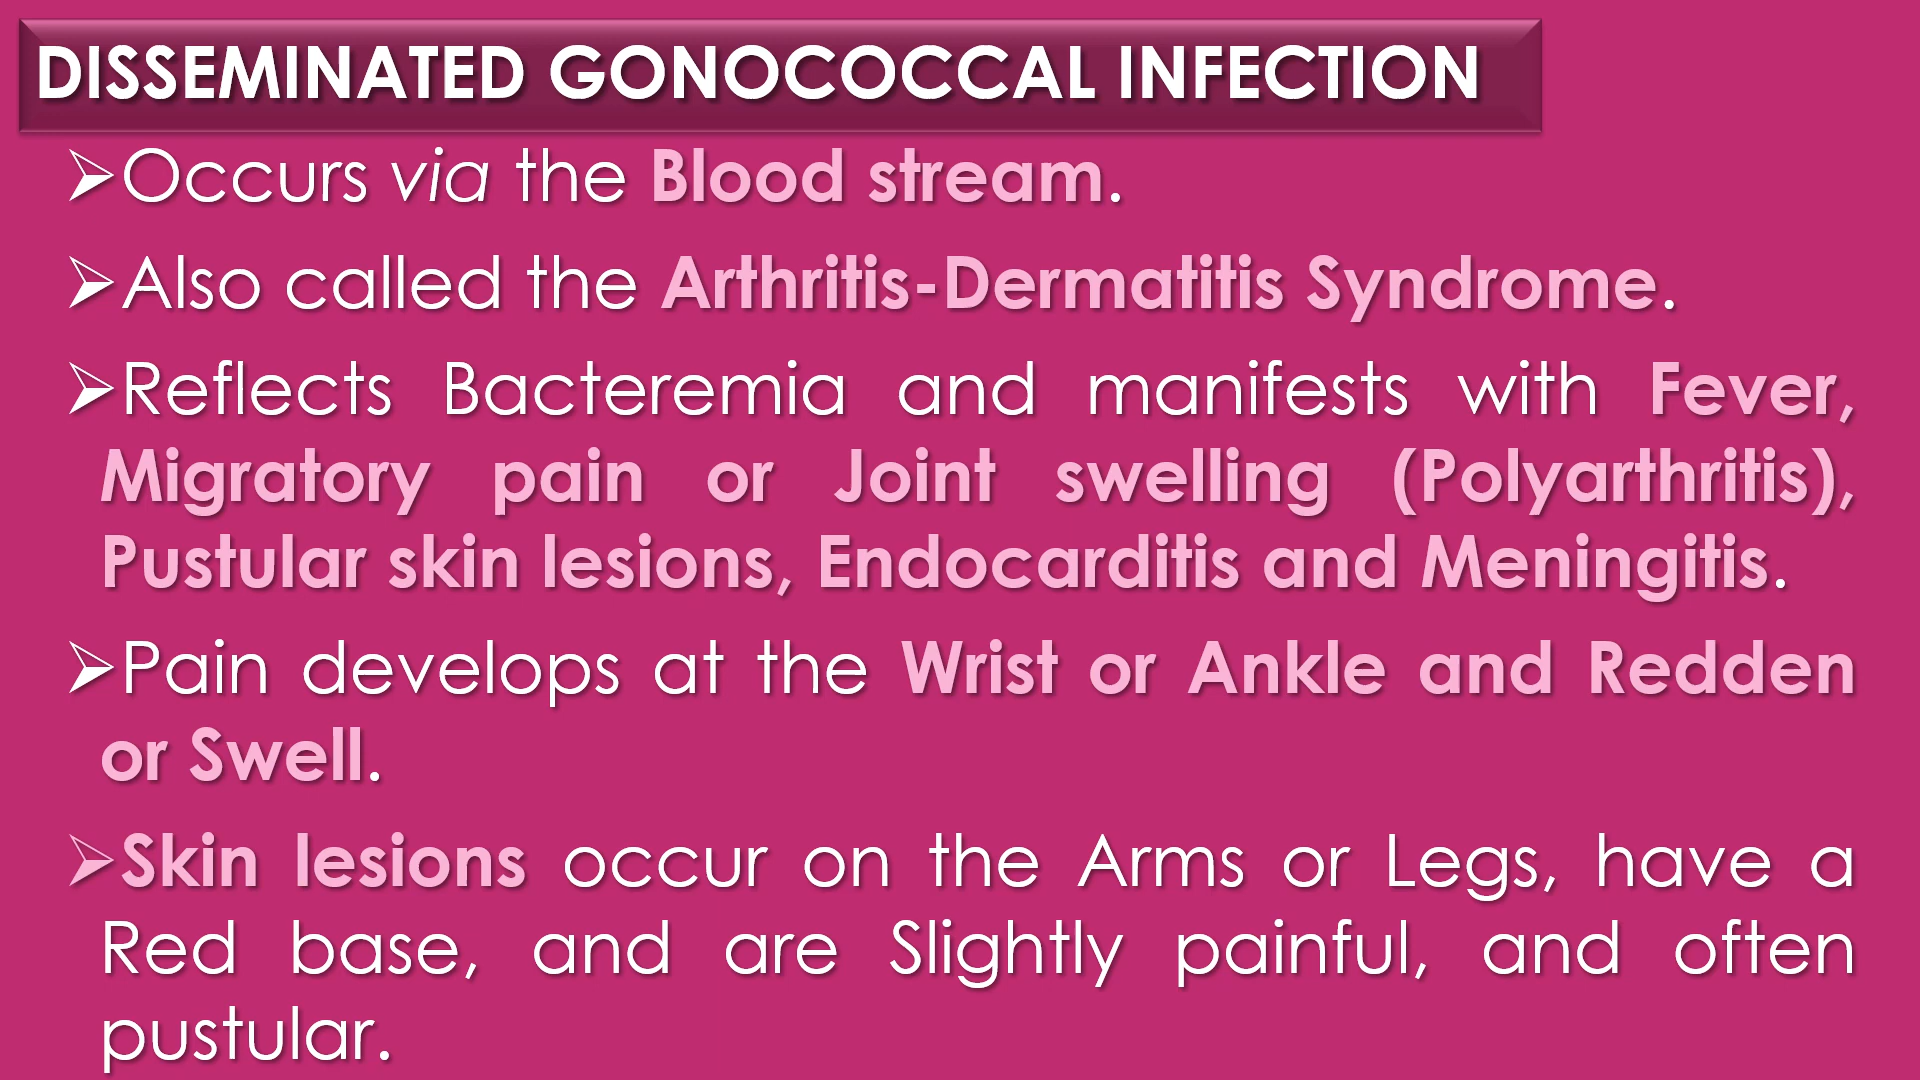 DISSEMINATED GONOCOCCAL INFECTION
➢Occurs via the Blood stream.
➢Also called the Arthritis-Dermatitis Syndrome.
➢Reflects Bacteremia and manifests with Fever,
Migratory pain or Joint swelling (Polyarthritis),
Pustular skin lesions, Endocarditis and Meningitis.
➢Pain develops at the Wrist or Ankle and Redden
or Swell.
➢Skin lesions occur on the Arms or Legs, have a
Red base, and are Slightly painful, and often
pustular.